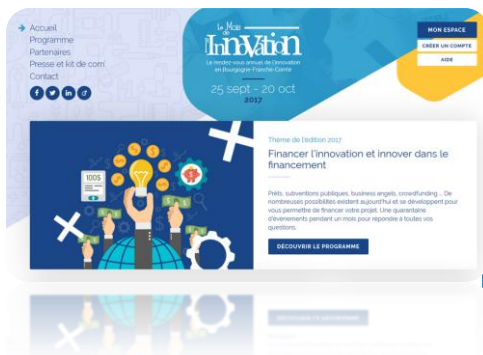 Accueil
Programme
Partenaires
Presse et kit de com'
Contact
Le Mois
de
l'InnOVation
Le rendez-vous annuel de l'innovation
en Bourgogne-Franche-Comté
25 sept - 20 oct
2017
MON ESPACE
CRÉER UN COMPTE
AIDE
100$
Thème de l'édition 2017
Financer l'innovation et innover dans le
financement
Prêts, subventions publiques, business angels, crowdfunding ... De
nombreuses possibilités existent aujourd'hui et se développent pour
vous permettre de financer votre projet. Une quarantaine
d'événements pendant un mois pour répondre à toutes vos
questions.
DÉCOUVRIR LE PROGRAMME